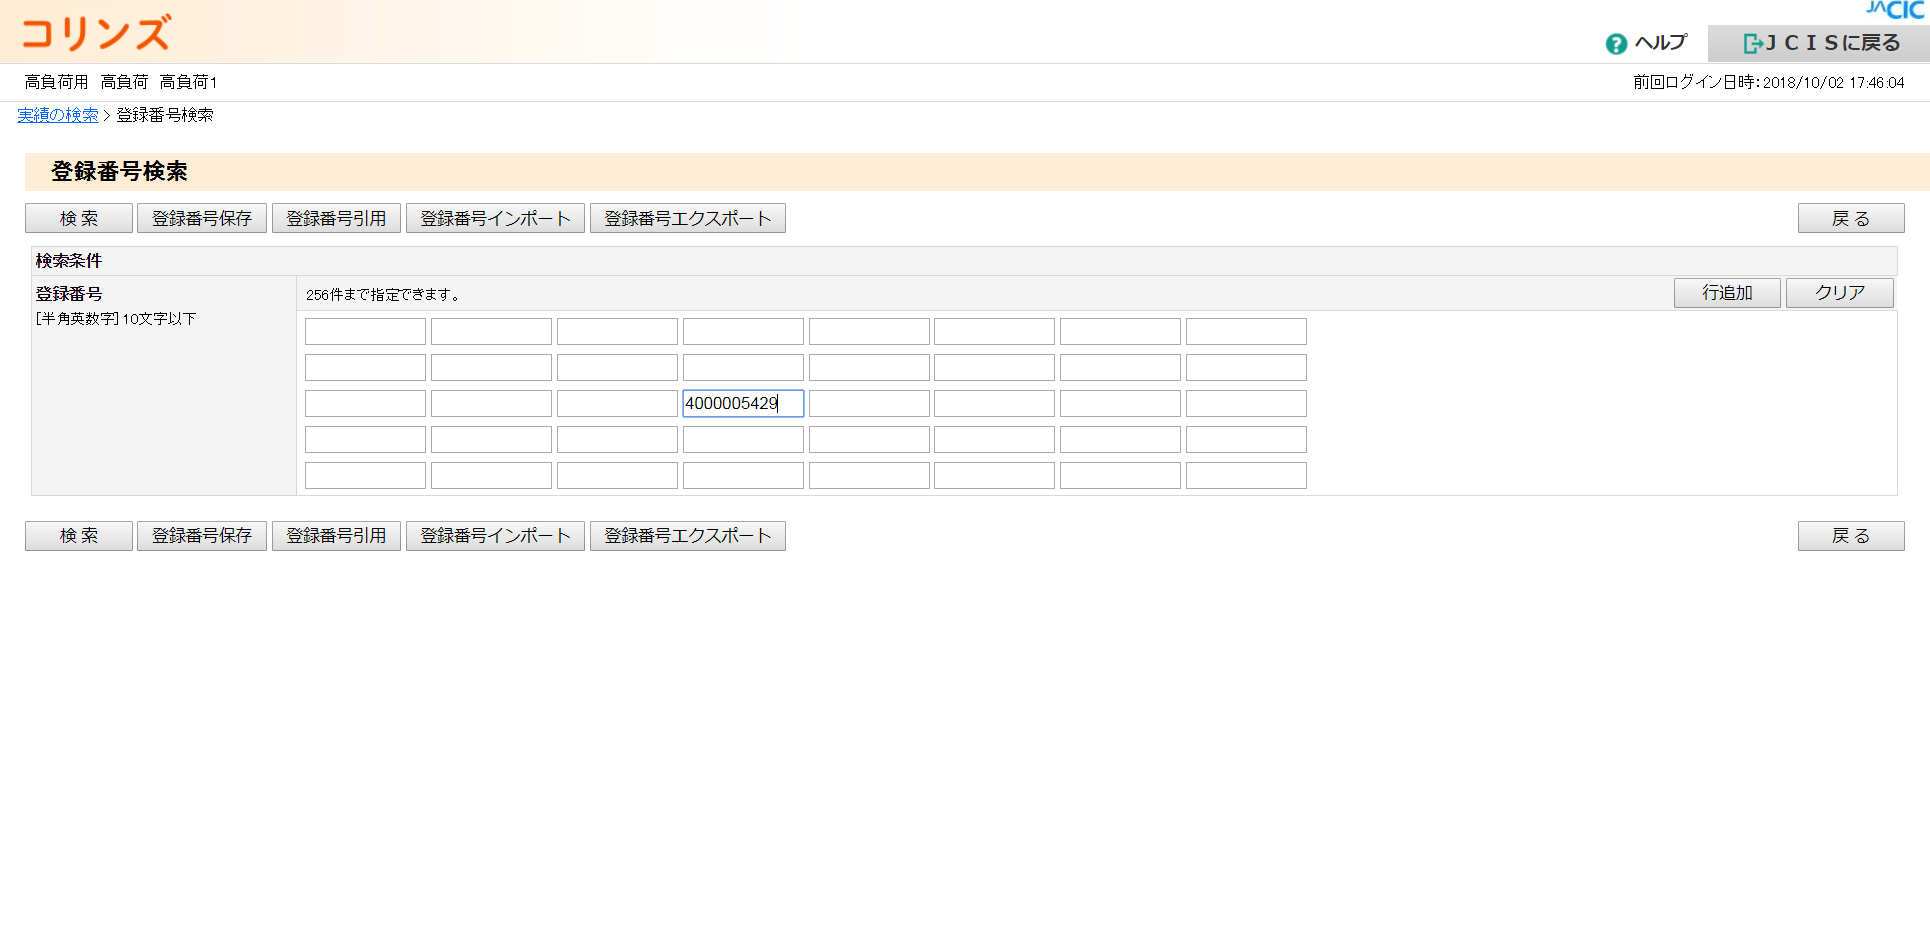 JACIC
コリンズ
? ヘルプ ＪＣＩＳに戻る
高負荷用 高負荷 高負荷1 前回ログイン日時：2018/10/02 17:46:04
実績の検索 > 登録番号検索
登録番号検索
検 索 登録番号保存 登録番号引用 登録番号インポート 登録番号エクスポート 戻 る
検索条件
登録番号 256件まで指定できます。 行追加 クリア
[半角英数字] 10文字以下
4000005429
検 索 登録番号保存 登録番号引用 登録番号インポート 登録番号エクスポート 戻 る